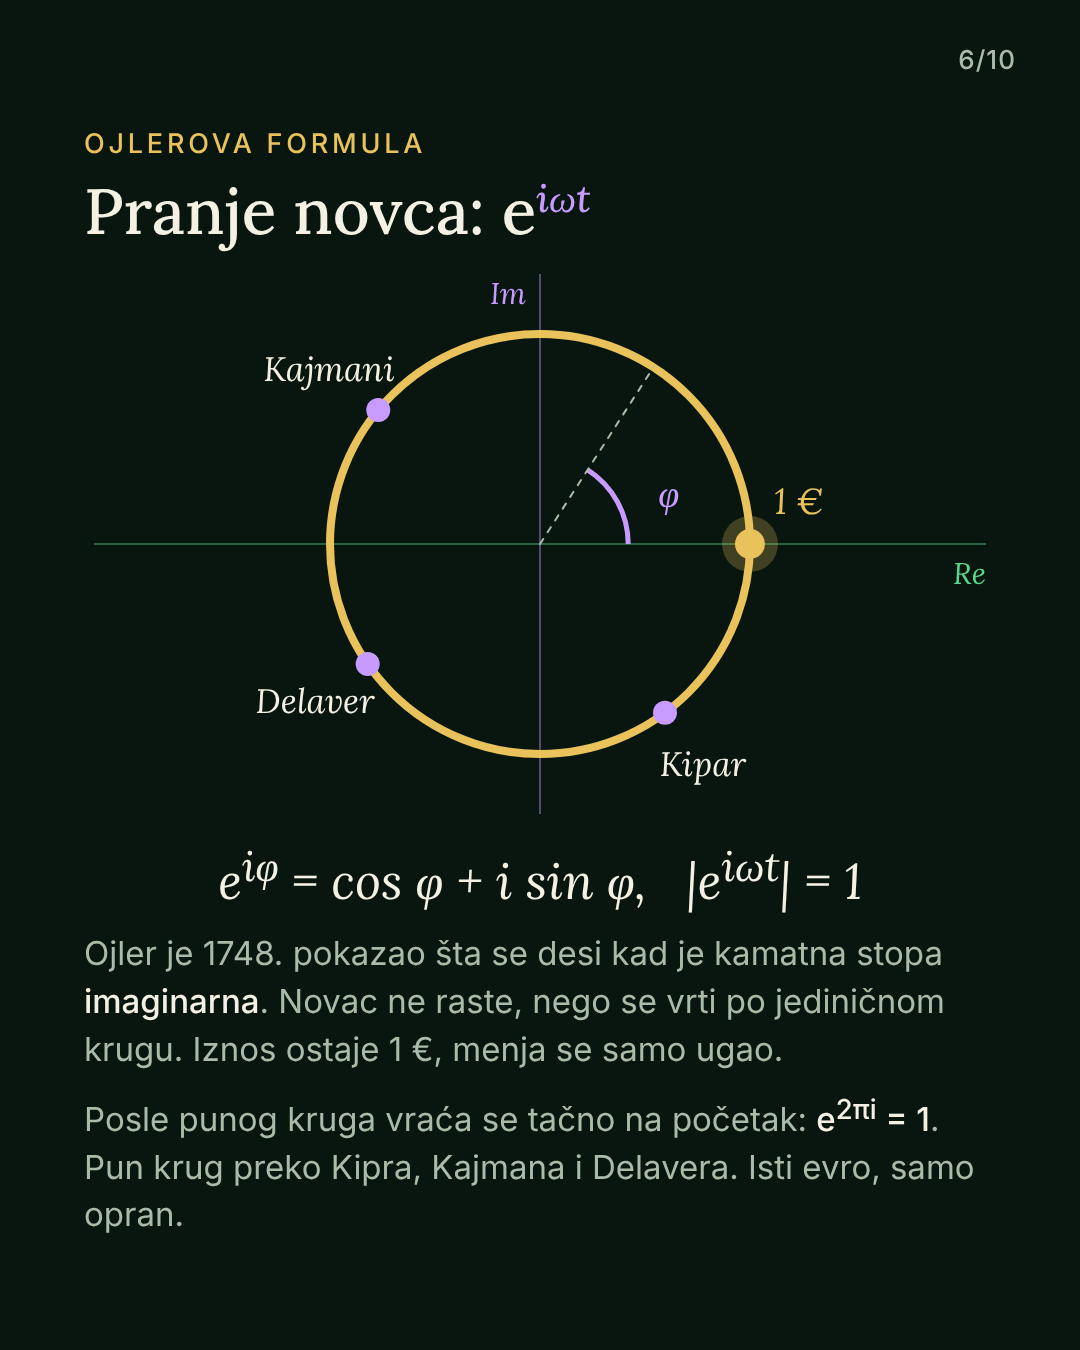 6/10
OJLEROVA FORMULA
Pranje novca: e^{iωt}
Im
Kajmani
φ
1 €
Re
Delaver
Kipar
e^{iφ} = cos φ + i sin φ, |e^{iωt}| = 1
Ojler je 1748. pokazao šta se desi kad je kamatna stopa
imaginarna. Novac ne raste, nego se vrti po jediničnom
krugu. Iznos ostaje 1 €, menja se samo ugao.
Posle punog kruga vraća se tačno na početak: e^{2πi} = 1.
Pun krug preko Kipra, Kajmana i Delavera. Isti evro, samo
opran.